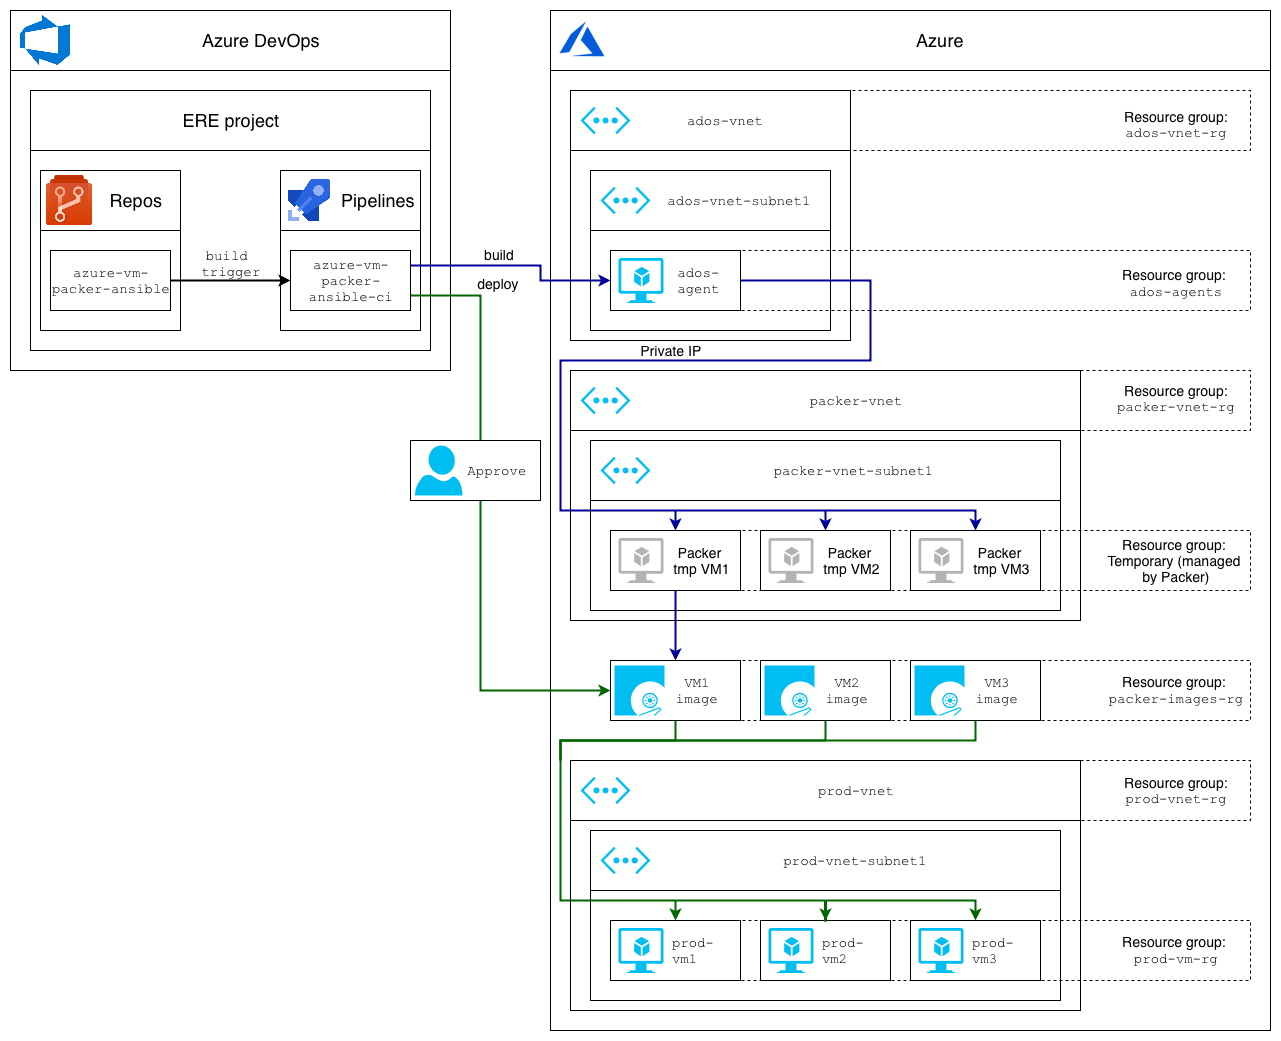 Azure DevOps
ERE project
Repos
Pipelines
azure-vm-
packer-ansible
build
trigger
azure-vm-
packer-
ansible-ci
build
deploy
Approve
Azure
ados-vnet
Resource group:
ados-vnet-rg
ados-vnet-subnet1
ados-
agent
Resource group:
ados-agents
Private IP
packer-vnet
Resource group:
packer-vnet-rg
packer-vnet-subnet1
Packer
tmp VM1
Packer
tmp VM2
Packer
tmp VM3
Resource group:
Temporary (managed
by Packer)
VM1
image
VM2
image
VM3
image
Resource group:
packer-images-rg
prod-vnet
Resource group:
prod-vnet-rg
prod-vnet-subnet1
prod-
vm1
prod-
vm2
prod-
vm3
Resource group:
prod-vm-rg